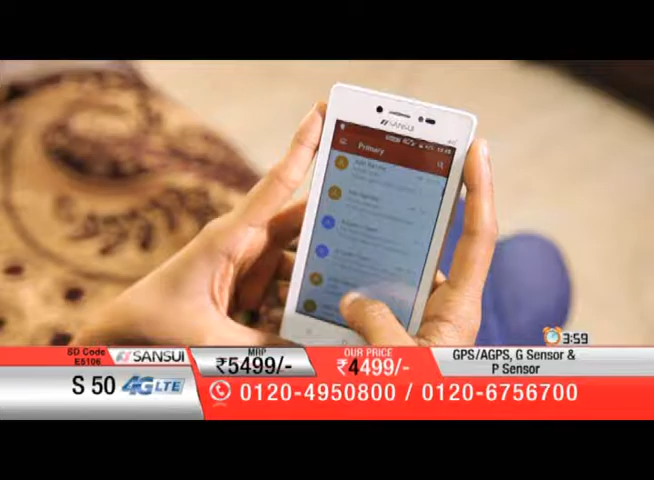 SANSUI
Primary
3:59
SD Code
E5106
SANSUI
MRP
₹5499/-
OUR PRICE
₹4499/-
GPS/AGPS, G Sensor &
P Sensor
S 50 4G LTE
0120-4950800 / 0120-6756700